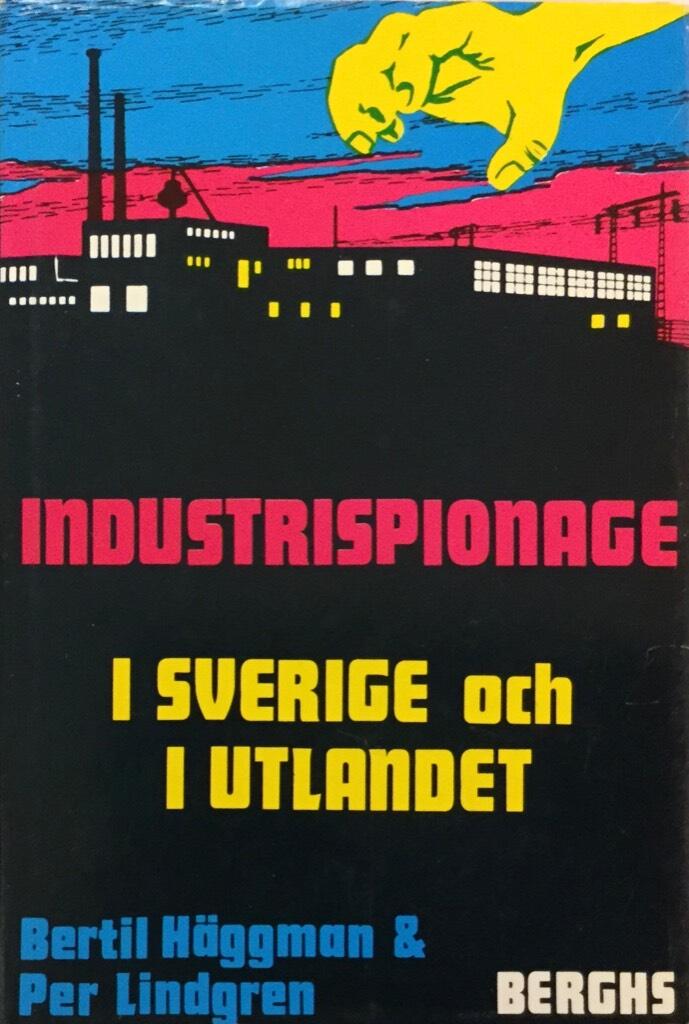 INDUSTRISPIONAGE
I SVERIGE och
I UTLANDET
Bertil Häggman &
Per Lindgren
BERGHS